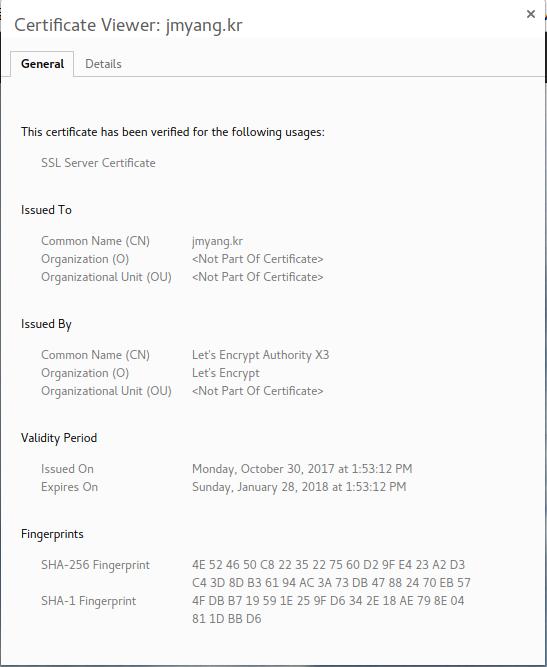 Certificate Viewer: jmyang.kr
General Details
This certificate has been verified for the following usages:
SSL Server Certificate
Issued To
Common Name (CN) jmyang.kr
Organization (O) <Not Part Of Certificate>
Organizational Unit (OU) <Not Part Of Certificate>
Issued By
Common Name (CN) Let's Encrypt Authority X3
Organization (O) Let's Encrypt
Organizational Unit (OU) <Not Part Of Certificate>
Validity Period
Issued On Monday, October 30, 2017 at 1:53:12 PM
Expires On Sunday, January 28, 2018 at 1:53:12 PM
Fingerprints
SHA-256 Fingerprint 4E 52 46 50 C8 22 35 22 75 60 D2 9F E4 23 A2 D3
C4 3D 8D B3 61 94 AC 3A 73 DB 47 88 24 70 EB 57
SHA-1 Fingerprint 4F DB B7 19 59 1E 25 9F D6 34 2E 18 AE 79 8E 04
81 1D BB D6